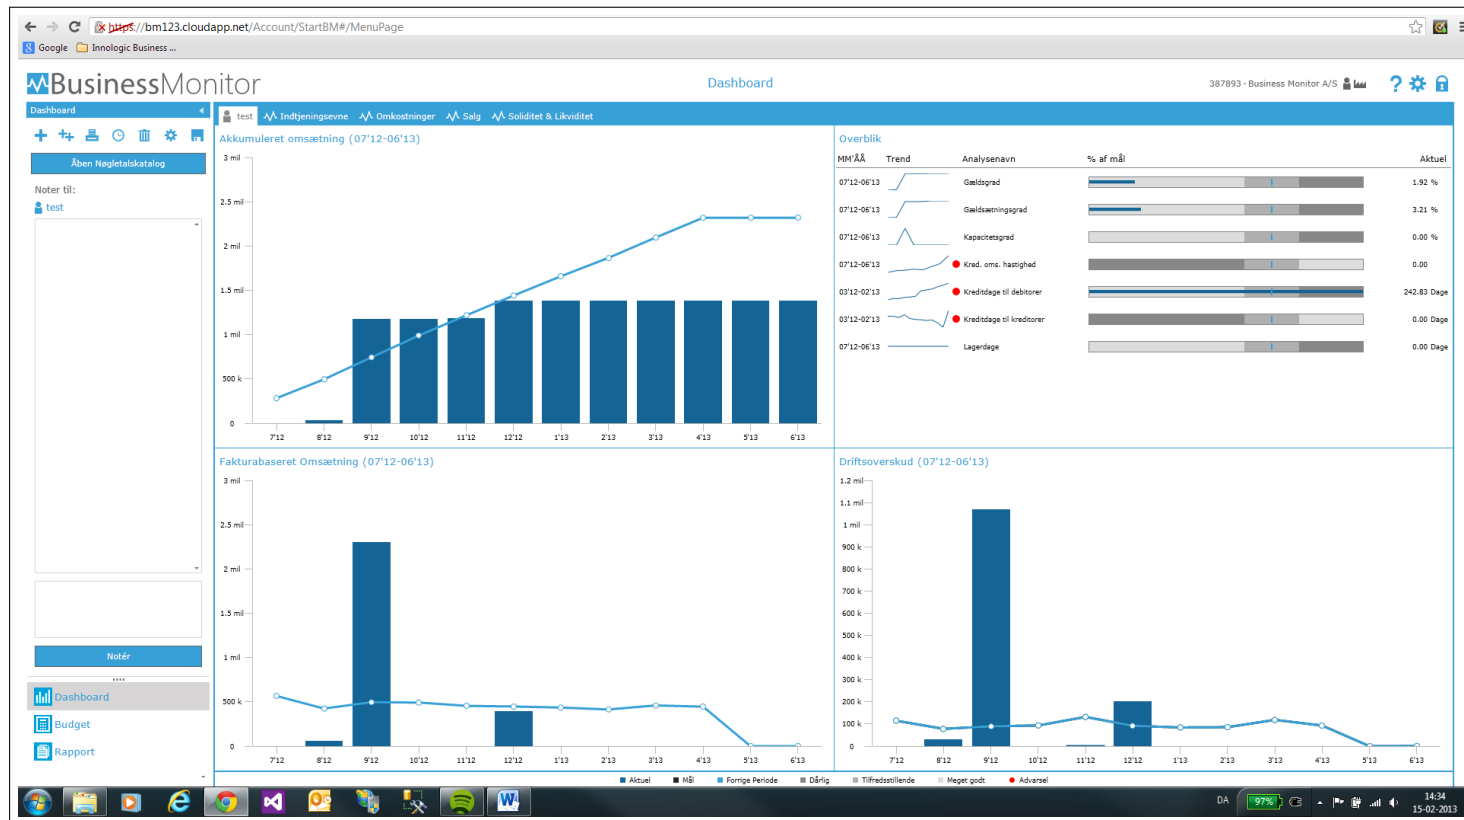 https://bm123.cloudapp.net/Account/StartBM#/MenuPage
Google Innologic Business ...
BusinessMonitor
Dashboard
387893 - Business Monitor A/S
Dashboard
test Indtjeningsevne Omkostninger Salg Soliditet & Likviditet
Åben Nøgletalskatalog
Noter til:
test
Notér
Dashboard
Budget
Rapport
Akkumuleret omsætning (07'12-06'13)
3 mil
2.5 mil
2 mil
1.5 mil
1 mil
500 k
0
7'12 8'12 9'12 10'12 11'12 12'12 1'13 2'13 3'13 4'13 5'13 6'13
Overblik
MM'ÅÅ Trend Analysenavn % af mål Aktuel
07'12-06'13 Gældsgrad 1.92 %
07'12-06'13 Gældsætningsgrad 3.21 %
07'12-06'13 Kapacitetsgrad 0.00 %
07'12-06'13 Kred. oms. hastighed 0.00
03'12-02'13 Kreditdage til debitorer 242.83 Dage
03'12-02'13 Kreditdage til kreditorer 0.00 Dage
07'12-06'13 Lagerdage 0.00 Dage
Fakturabaseret Omsætning (07'12-06'13)
3 mil
2.5 mil
2 mil
1.5 mil
1 mil
500 k
0
7'12 8'12 9'12 10'12 11'12 12'12 1'13 2'13 3'13 4'13 5'13 6'13
Driftsoverskud (07'12-06'13)
1.2 mil
1.1 mil
1 mil
900 k
800 k
700 k
600 k
500 k
400 k
300 k
200 k
100 k
0
7'12 8'12 9'12 10'12 11'12 12'12 1'13 2'13 3'13 4'13 5'13 6'13
Aktuel Mål Forrige Periode Dårlig Tilfredsstillende Meget godt Advarsel
DA 97% 14:34
15-02-2013